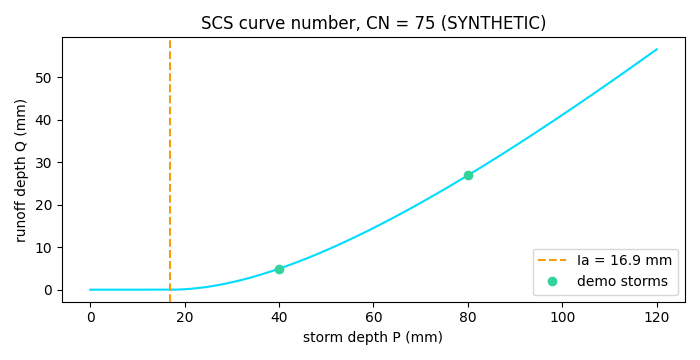 SCS curve number, CN = 75 (SYNTHETIC)
runoff depth Q (mm)
50
40
30
20
10
0
0 20 40 60 80 100 120
storm depth P (mm)
Ia = 16.9 mm
demo storms